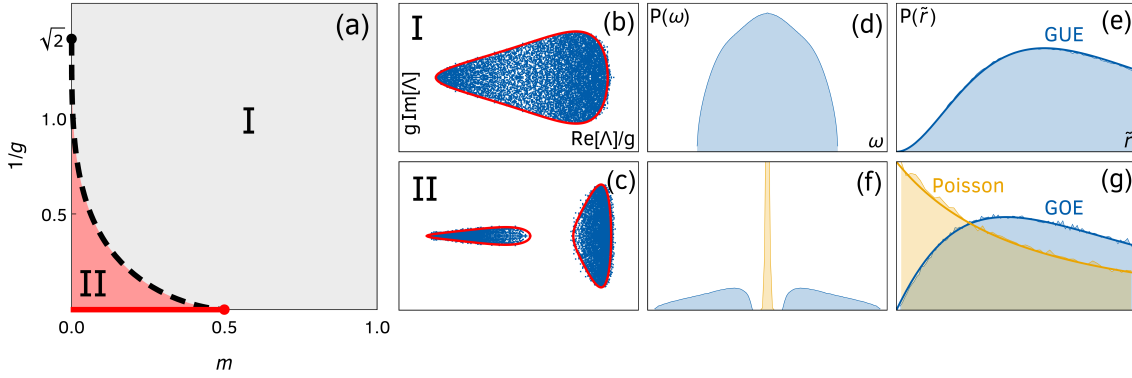 (a)
√2
1.0
0.5
1/g
I
II
0.0
0.5
1.0
m
I
(b)
g Im[Λ]
Re[Λ]/g
II
(c)
P(ω)
(d)
ω
(f)
P(r̃)
(e)
GUE
r̃
(g)
Poisson
GOE